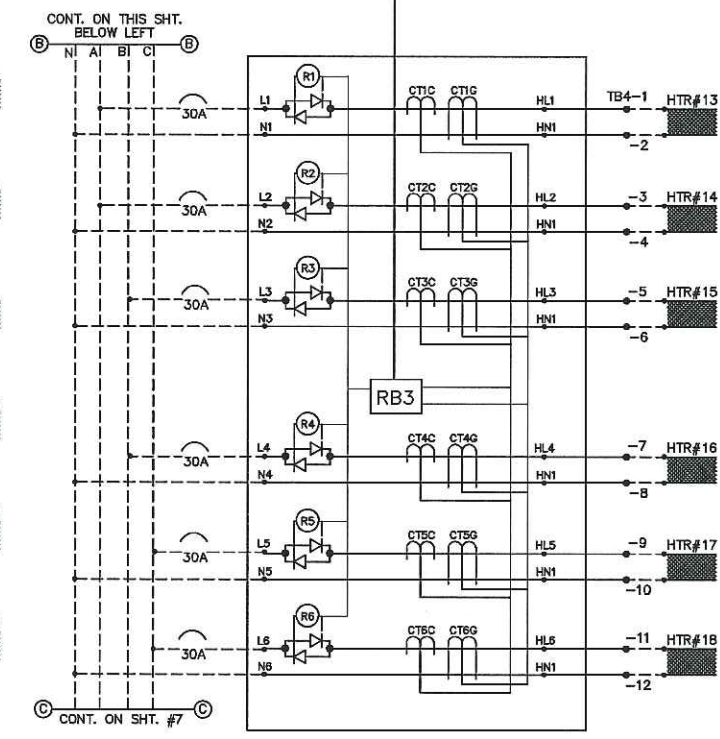 CONT. ON THIS SHT.
BELOW LEFT
B B
N A B C
R1
CT1C CT1G
30A L1 HL1 TB4-1 HTR#13
N1 HN1 -2
R2
CT2C CT2G
30A L2 HL2 -3 HTR#14
N2 HN1 -4
R3
CT3C CT3G
30A L3 HL3 -5 HTR#15
N3 HN1 -6
RB3
R4
CT4C CT4G
30A L4 HL4 -7 HTR#16
N4 HN1 -8
R5
CT5C CT5G
30A L5 HL5 -9 HTR#17
N5 HN1 -10
R6
CT6C CT6G
30A L6 HL6 -11 HTR#18
N6 HN1 -12
C C
CONT. ON SHT. #7